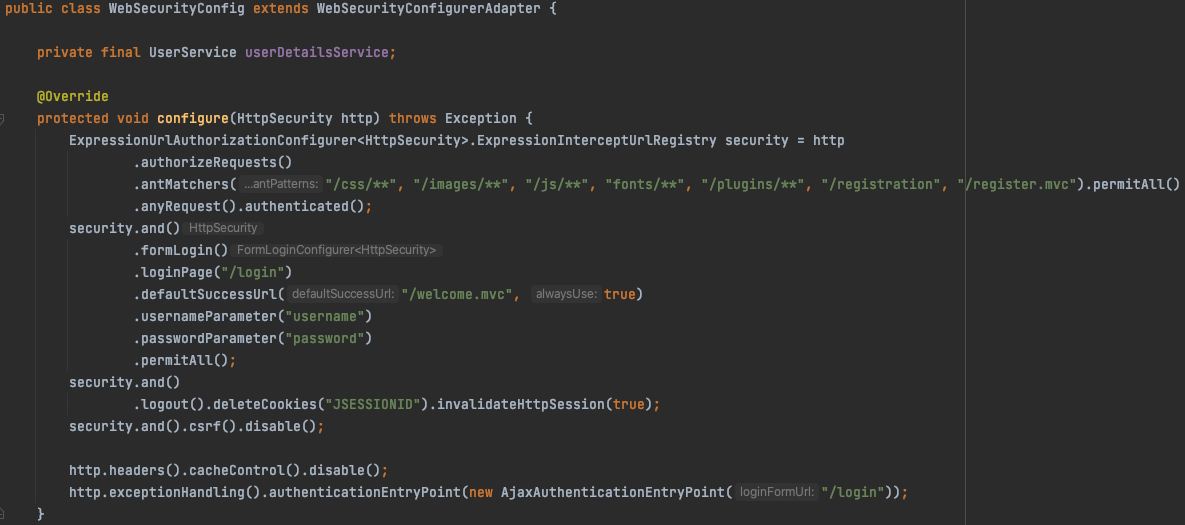 public class WebSecurityConfig extends WebSecurityConfigurerAdapter {
private final UserService userDetailsService;
@Override
protected void configure(HttpSecurity http) throws Exception {
ExpressionUrlAuthorizationConfigurer<HttpSecurity>.ExpressionInterceptUrlRegistry security = http
.authorizeRequests()
.antMatchers( ...antPatterns: "/css/**", "/images/**", "/js/**", "fonts/**", "/plugins/**", "/registration", "/register.mvc").permitAll()
.anyRequest().authenticated();
security.and() HttpSecurity
.formLogin() FormLoginConfigurer<HttpSecurity>
.loginPage("/login")
.defaultSuccessUrl( defaultSuccessUrl: "/welcome.mvc", alwaysUse: true)
.usernameParameter("username")
.passwordParameter("password")
.permitAll();
security.and()
.logout().deleteCookies("JSESSIONID").invalidateHttpSession(true);
security.and().csrf().disable();
http.headers().cacheControl().disable();
http.exceptionHandling().authenticationEntryPoint(new AjaxAuthenticationEntryPoint( loginFormUrl: "/login"));
}